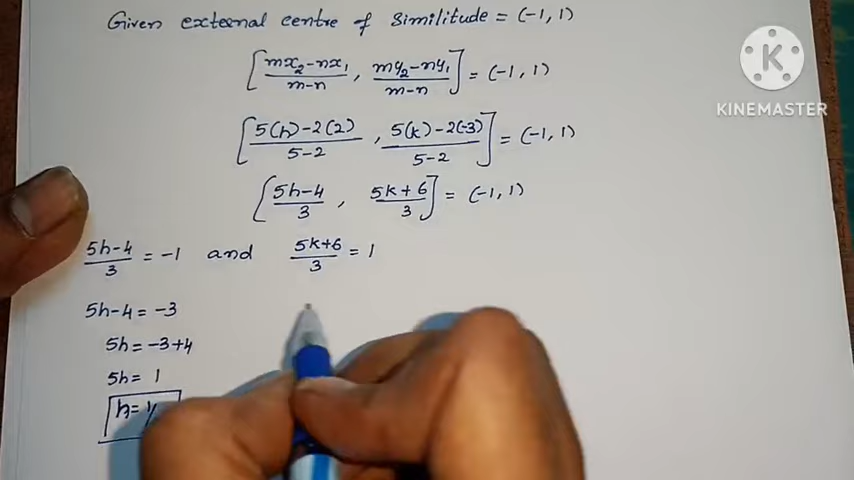 Given external centre of similitude = (-1, 1)
[mx₂-nx₁/m-n , my₂-ny₁/m-n] = (-1, 1)
[5(h)-2(2)/5-2 , 5(k)-2(-3)/5-2] = (-1, 1)
[5h-4/3 , 5k+6/3] = (-1, 1)
5h-4/3 = -1 and 5k+6/3 = 1
5h-4 = -3
5h = -3+4
5h = 1
h = 1/
K
KINEMASTER